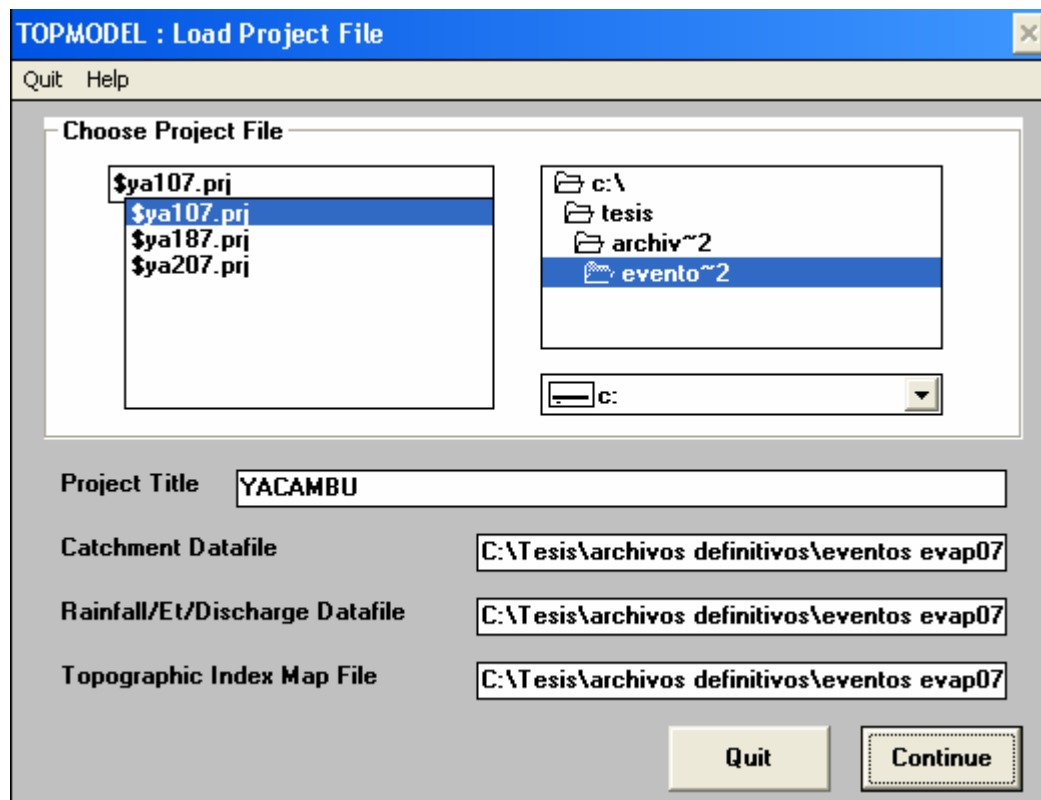 TOPMODEL : Load Project File
Quit Help
Choose Project File
$ya107.prj
$ya107.prj
$ya187.prj
$ya207.prj
c:\
tesis
archiv~2
evento~2
c:
Project Title YACAMBU
Catchment Datafile C:\Tesis\archivos definitivos\eventos evap07
Rainfall/Et/Discharge Datafile C:\Tesis\archivos definitivos\eventos evap07
Topographic Index Map File C:\Tesis\archivos definitivos\eventos evap07
Quit Continue